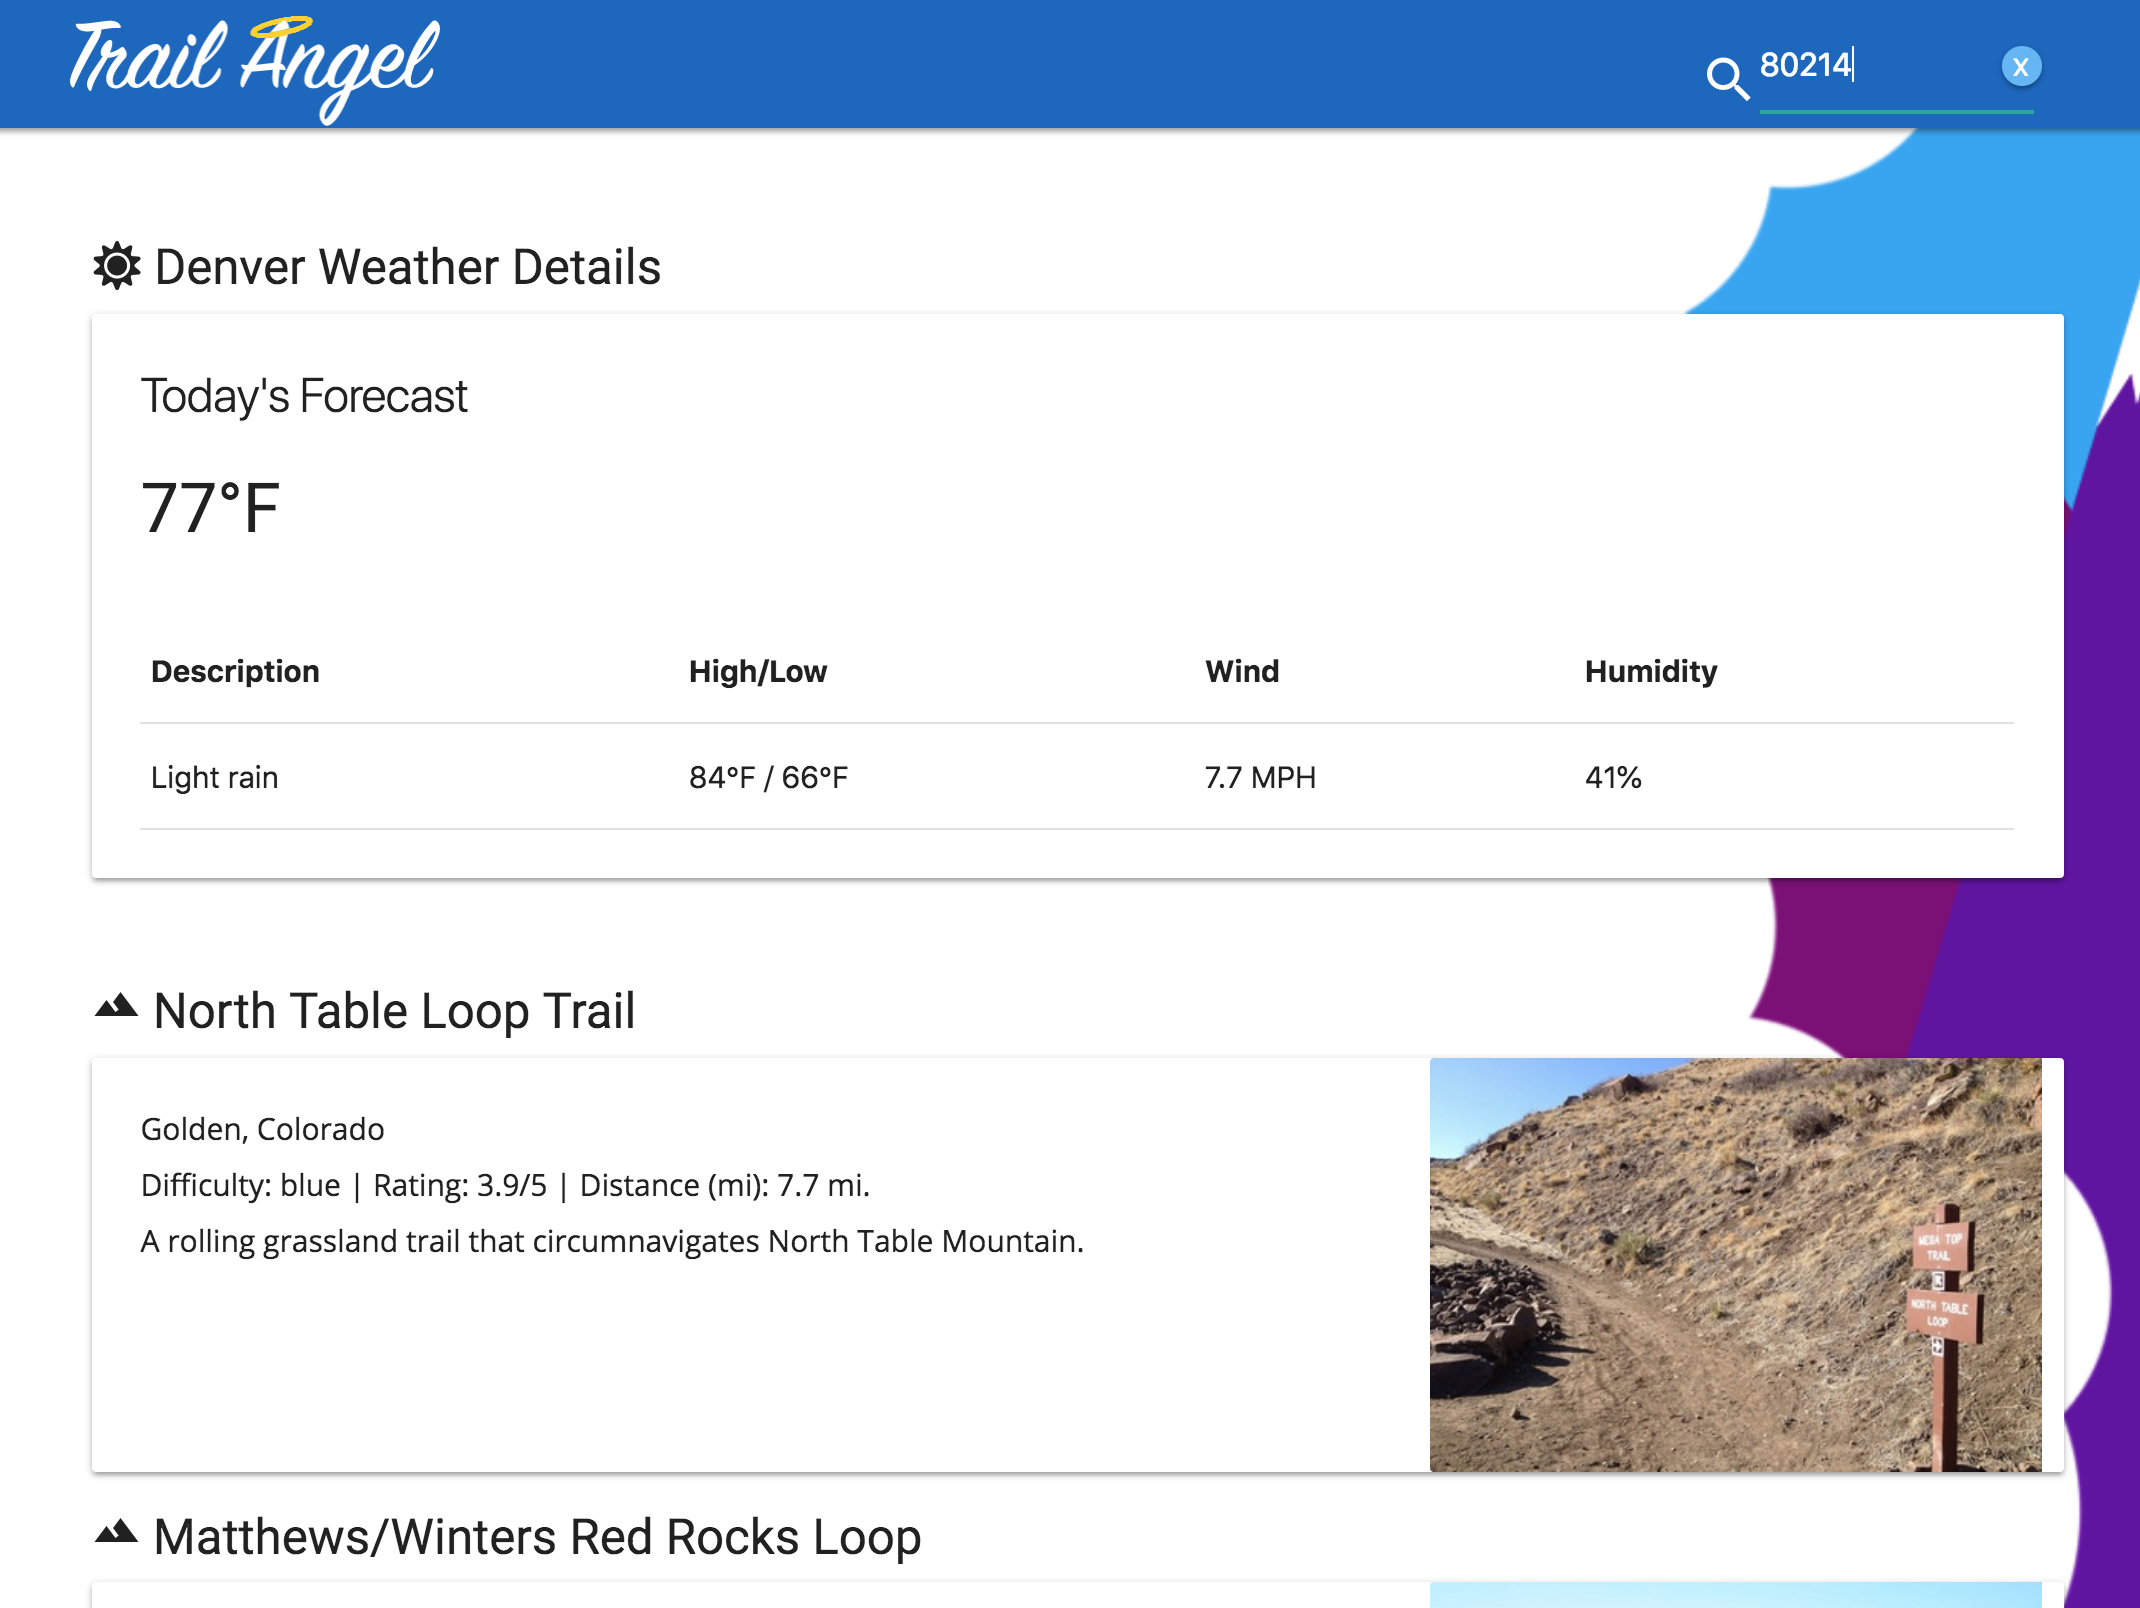 Trail Angel
80214
X
Denver Weather Details
Today's Forecast
77°F
Description High/Low Wind Humidity
Light rain 84°F / 66°F 7.7 MPH 41%
North Table Loop Trail
Golden, Colorado
Difficulty: blue | Rating: 3.9/5 | Distance (mi): 7.7 mi.
A rolling grassland trail that circumnavigates North Table Mountain.
MESA TOP
TRAIL
NORTH TABLE
LOOP
Matthews/Winters Red Rocks Loop